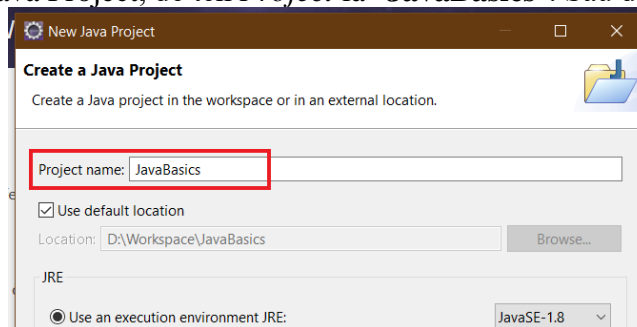 New Java Project
Create a Java Project
Create a Java project in the workspace or in an external location.
Project name: JavaBasics
Use default location
Location: D:\Workspace\JavaBasics Browse...
JRE
Use an execution environment JRE: JavaSE-1.8